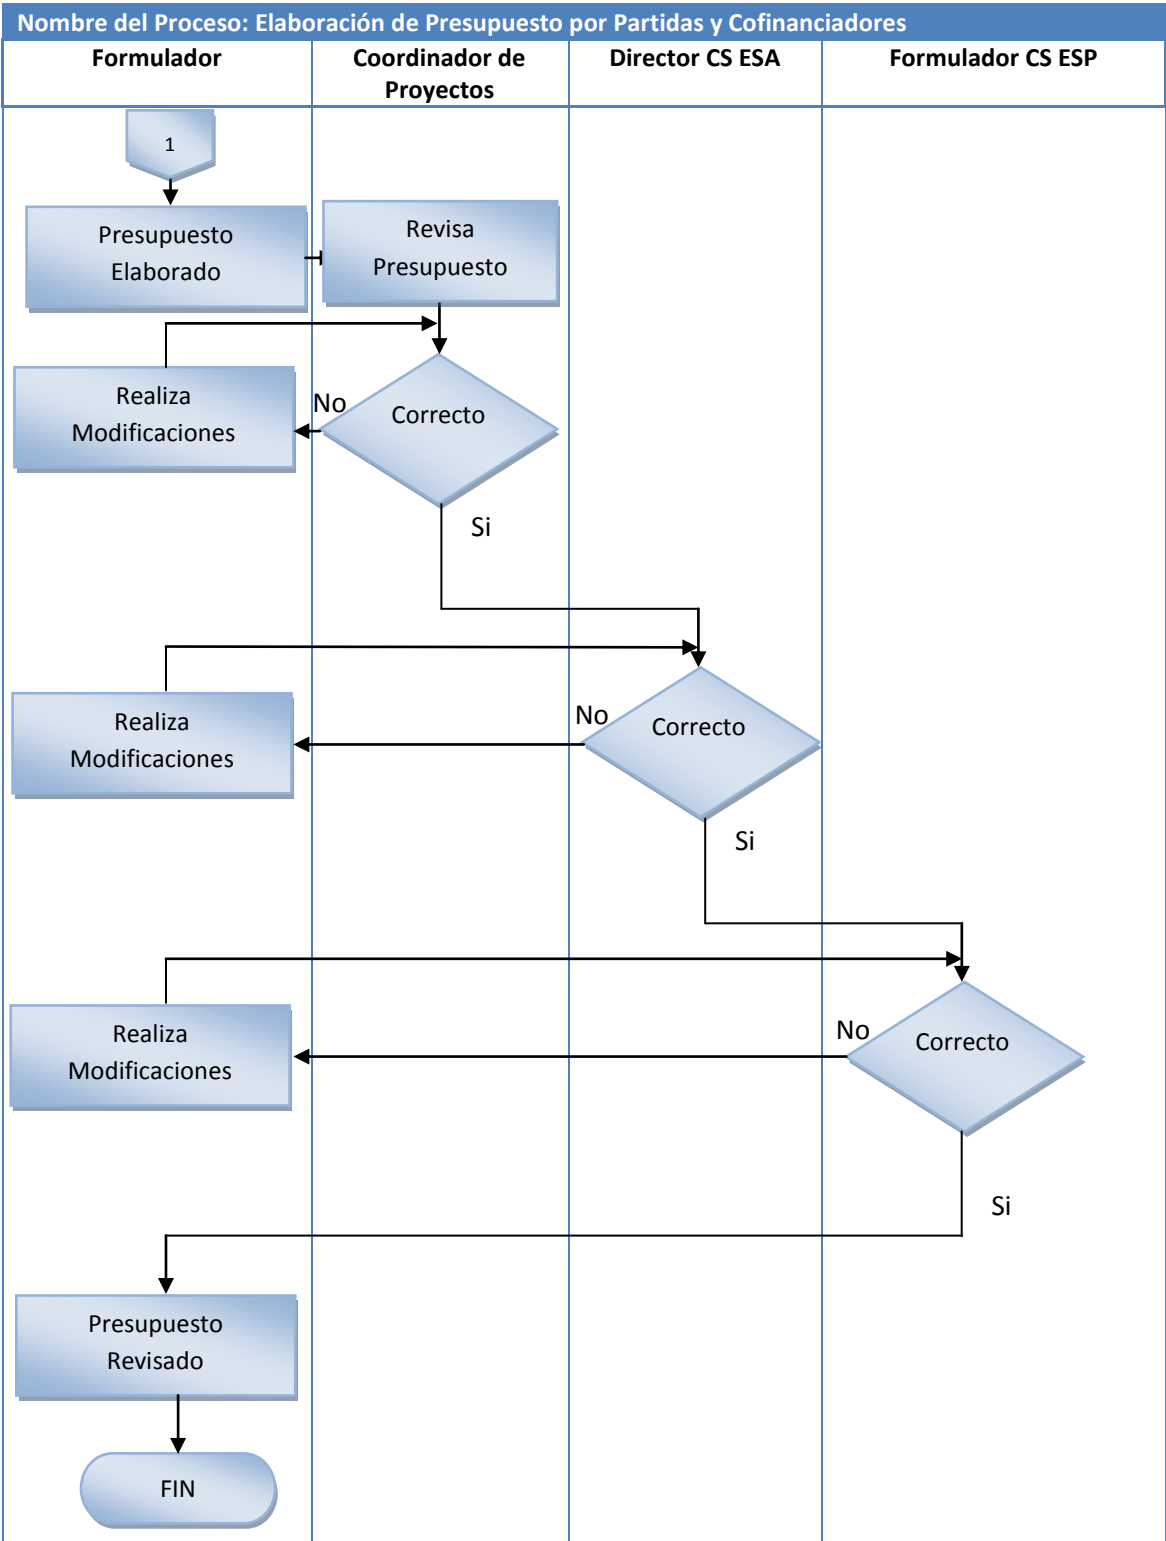 Nombre del Proceso: Elaboración de Presupuesto por Partidas y Cofinanciadores
Formulador
Coordinador de
Proyectos
Director CS ESA
Formulador CS ESP
1
Presupuesto
Elaborado
Revisa
Presupuesto
Realiza
Modificaciones
No
Correcto
Si
Realiza
Modificaciones
No
Correcto
Si
Realiza
Modificaciones
No
Correcto
Si
Presupuesto
Revisado
FIN